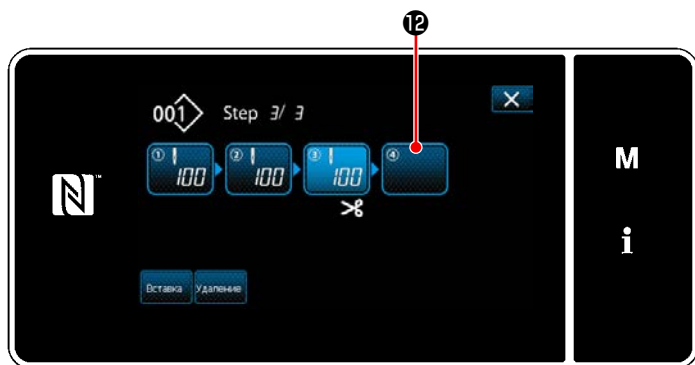 ⓬
001 Step 3/ 3
① 100 ② 100 ③ 100 ④
M
i
Вставка Удаление